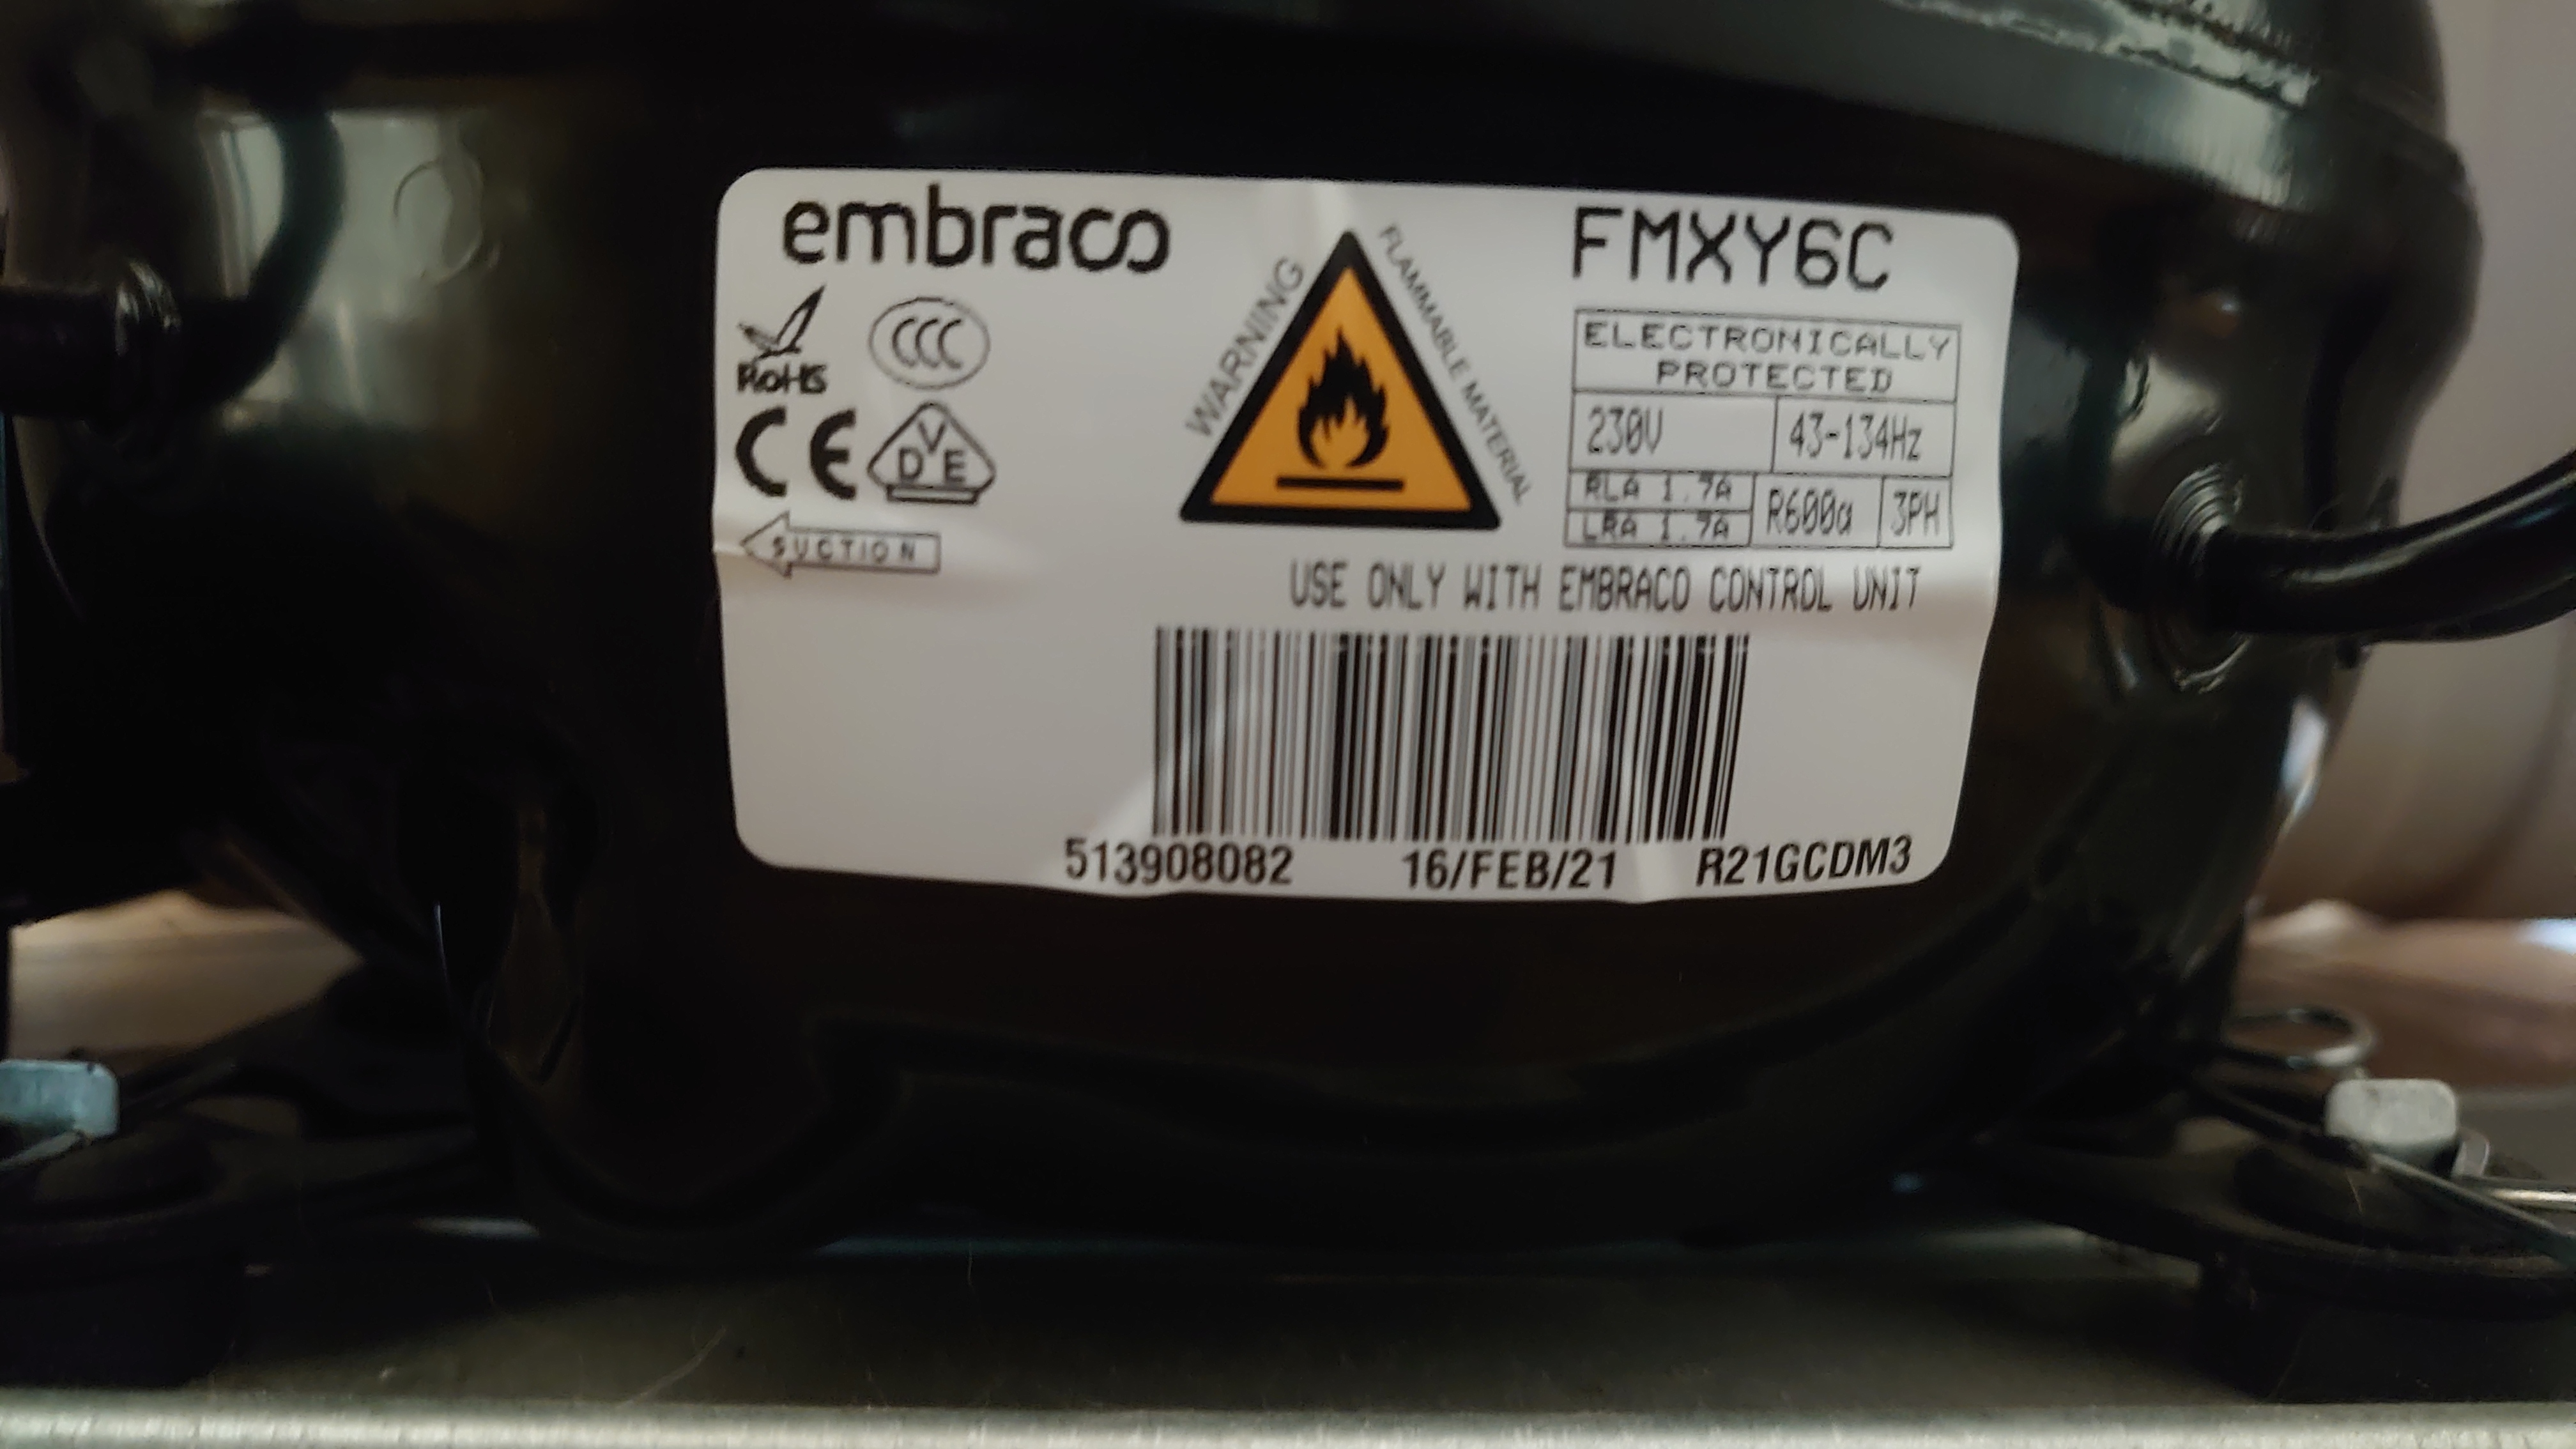 embraco
FMXY6C
RoHS
CCC
CE
DVE
SUCTION
WARNING
FLAMMABLE MATERIAL
ELECTRONICALLY
PROTECTED
230V 43-134Hz
RLA 1.7A
LRA 1.7A
R600a 3PH
USE ONLY WITH EMBRACO CONTROL UNIT
513908082 16/FEB/21 R21GCDM3